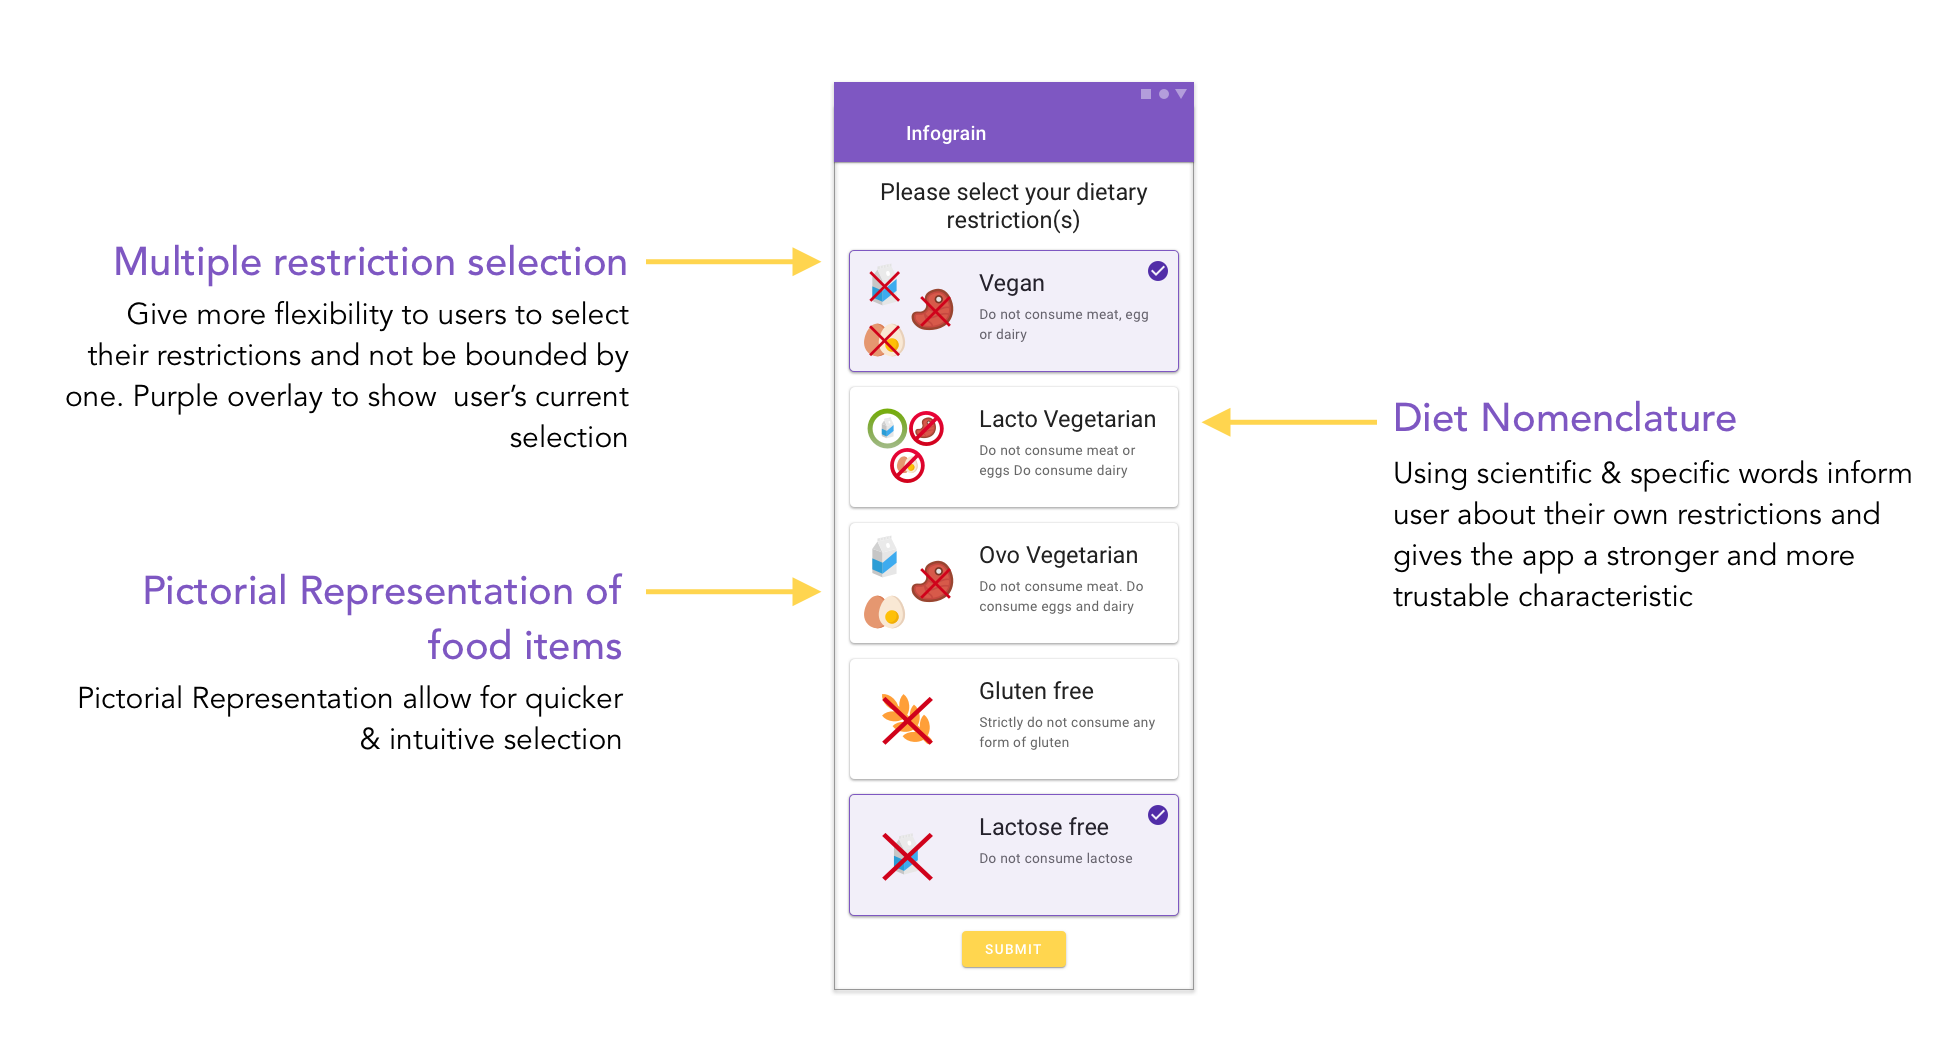 Infograin
Please select your dietary
restriction(s)
Multiple restriction selection
Give more flexibility to users to select
their restrictions and not be bounded by
one. Purple overlay to show  user's current
selection
Pictorial Representation of
food items
Pictorial Representation allow for quicker
& intuitive selection
Vegan
Do not consume meat, egg
or dairy
Lacto Vegetarian
Do not consume meat or
eggs Do consume dairy
Ovo Vegetarian
Do not consume meat. Do
consume eggs and dairy
Gluten free
Strictly do not consume any
form of gluten
Lactose free
Do not consume lactose
SUBMIT
Diet Nomenclature
Using scientific & specific words inform
user about their own restrictions and
gives the app a stronger and more
trustable characteristic